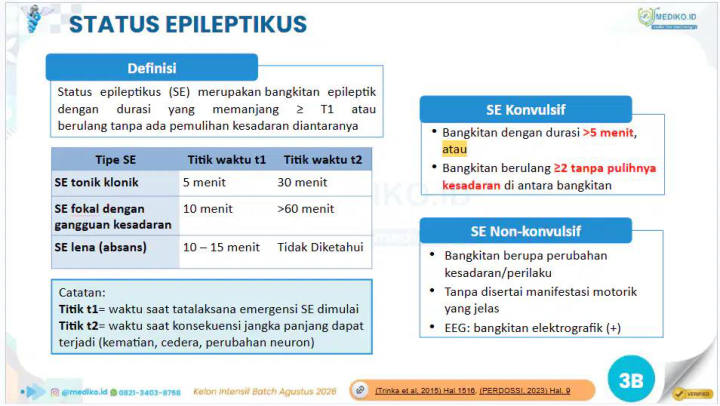 STATUS EPILEPTIKUS
MEDIKO.ID
Definisi
Status epileptikus (SE) merupakan bangkitan epileptik
dengan durasi yang memanjang ≥ T1 atau
berulang tanpa ada pemulihan kesadaran diantaranya
Tipe SE Titik waktu t1 Titik waktu t2
SE tonik klonik 5 menit 30 menit
SE fokal dengan 10 menit >60 menit
gangguan kesadaran
SE lena (absans) 10 – 15 menit Tidak Diketahui
Catatan:
Titik t1= waktu saat tatalaksana emergensi SE dimulai
Titik t2= waktu saat konsekuensi jangka panjang dapat
terjadi (kematian, cedera, perubahan neuron)
SE Konvulsif
• Bangkitan dengan durasi >5 menit,
atau
• Bangkitan berulang ≥2 tanpa pulihnya
kesadaran di antara bangkitan
SE Non-konvulsif
• Bangkitan berupa perubahan
kesadaran/perilaku
• Tanpa disertai manifestasi motorik
yang jelas
• EEG: bangkitan elektrografik (+)
MEDIKO.ID
@mediko.id 0821-3403-8768 Kelon Intensif Batch Agustus 2026
(Trinka et al, 2015) Hal 1516, (PERDOSSI, 2023) Hal. 9
3B
VERIFIED